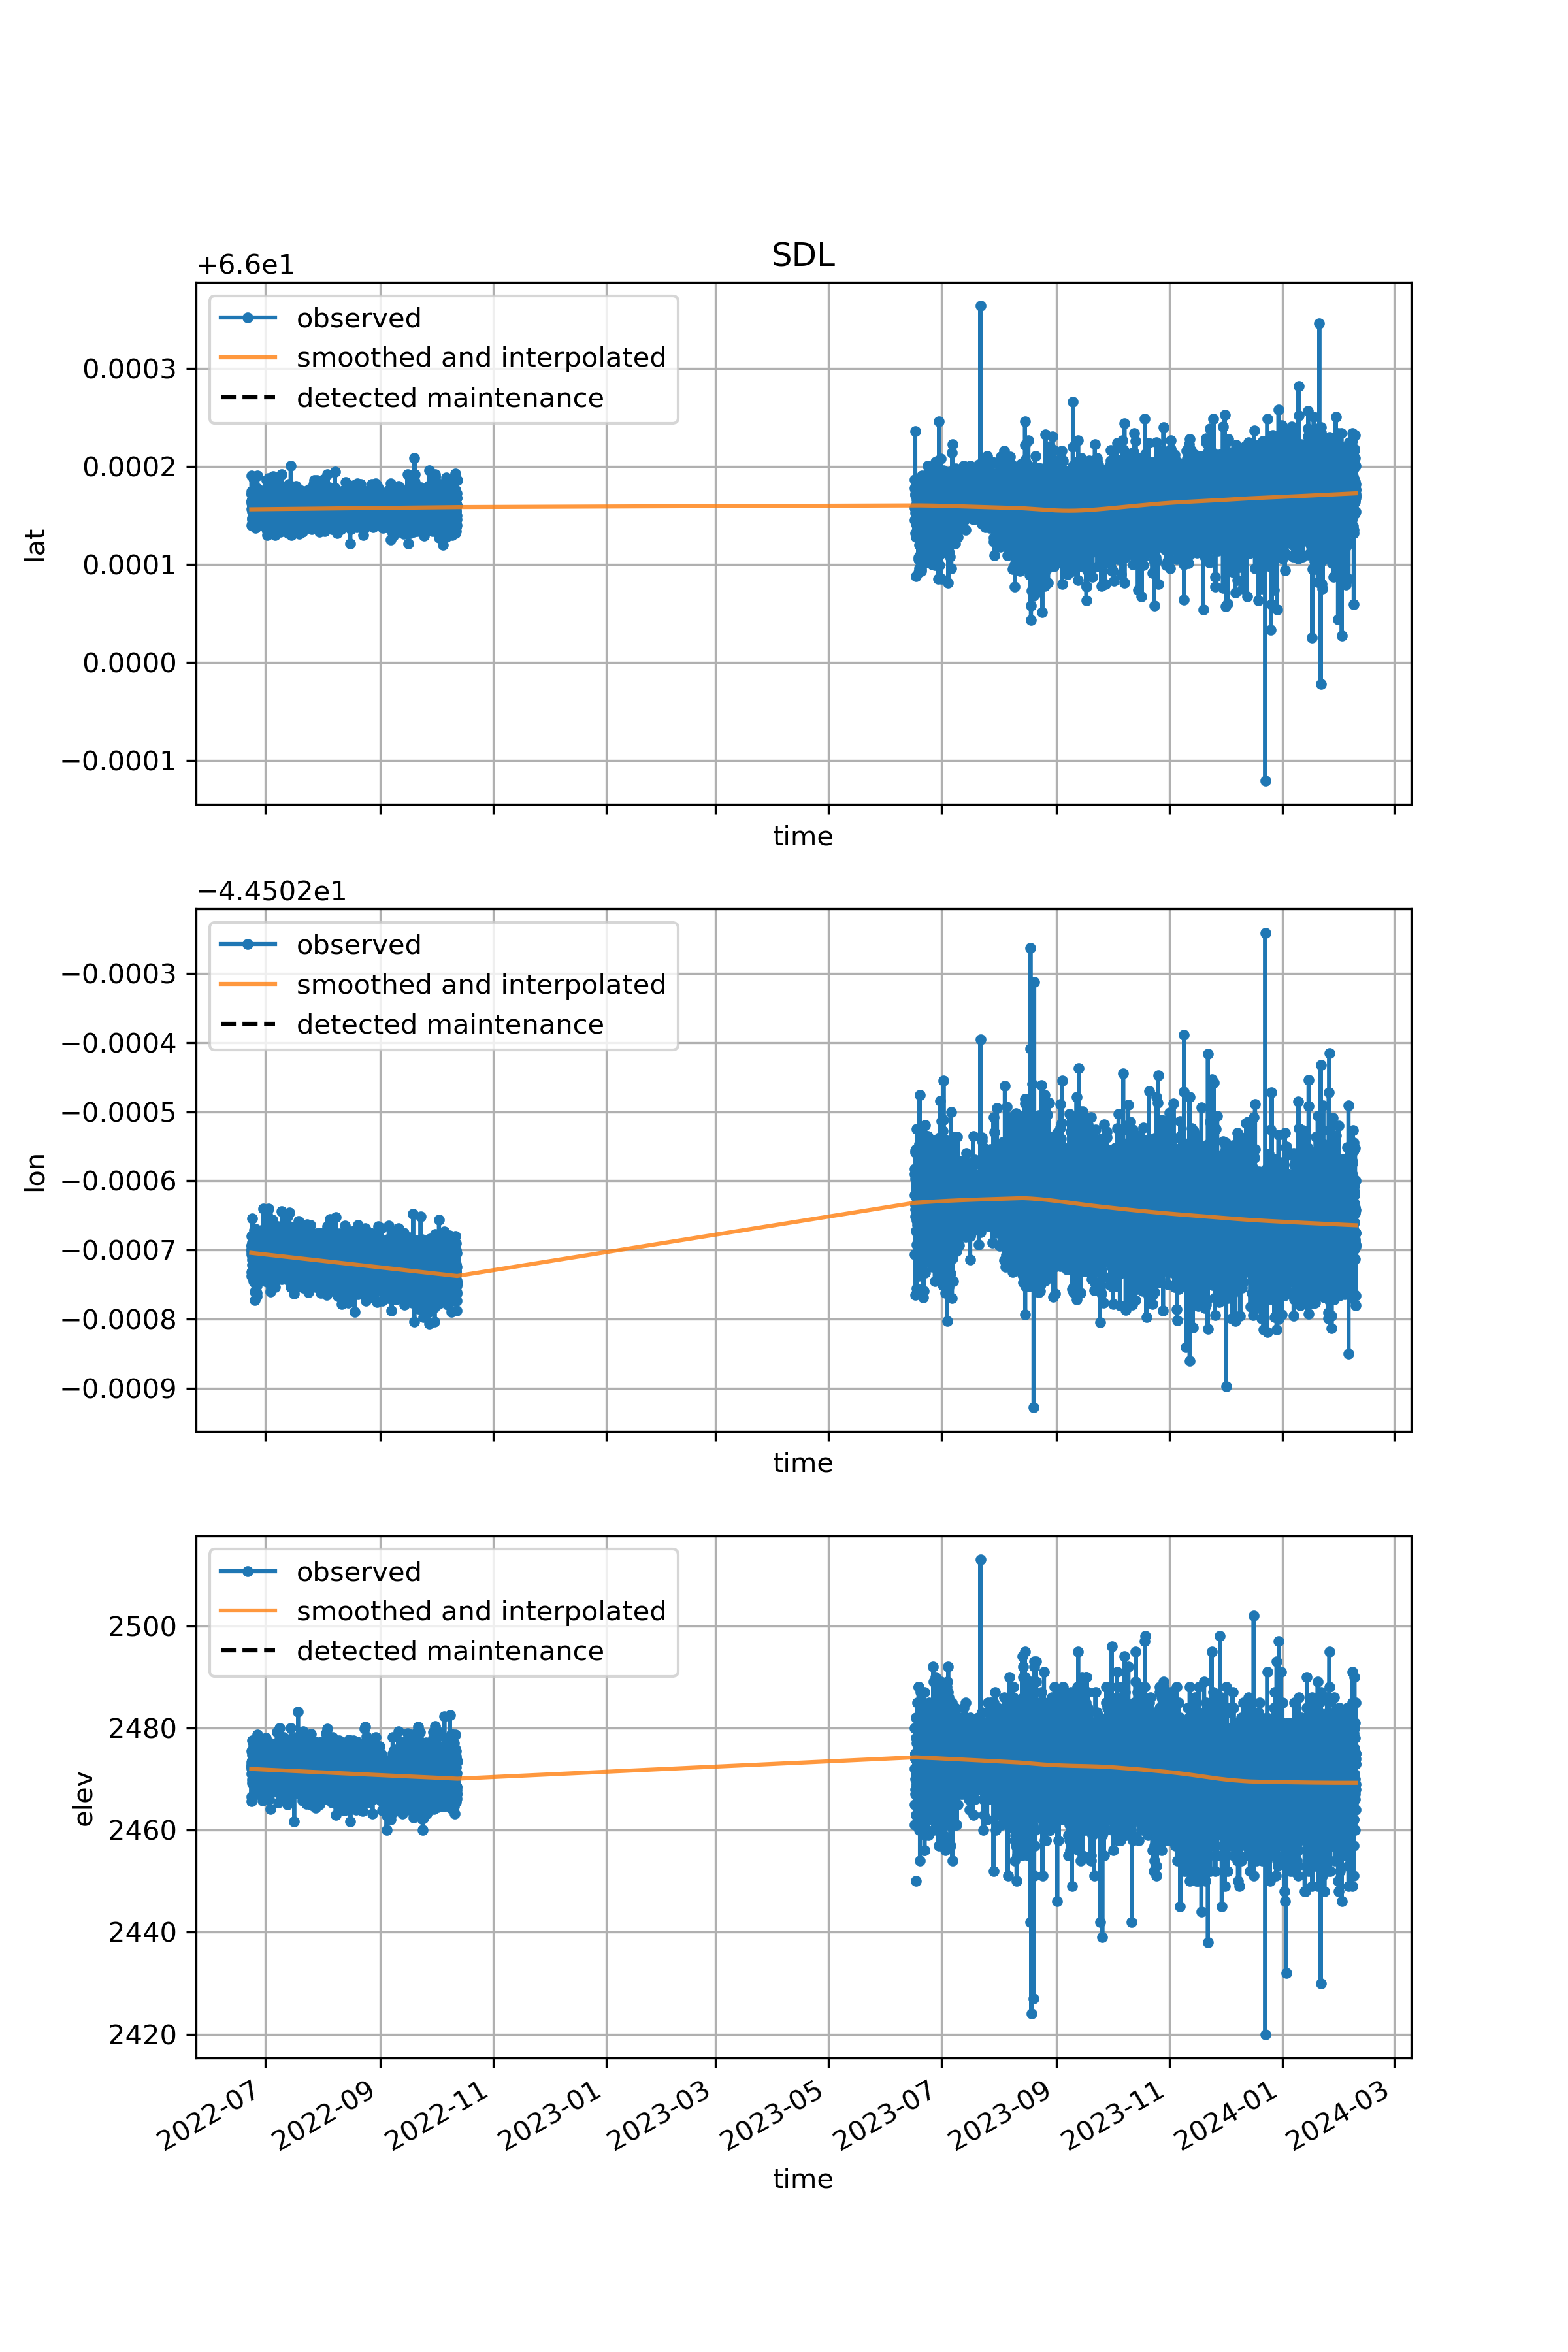 SDL
+6.6e1
observed
smoothed and interpolated
detected maintenance
0.0003
0.0002
0.0001
0.0000
−0.0001
lat
time
−4.4502e1
observed
smoothed and interpolated
detected maintenance
−0.0003
−0.0004
−0.0005
−0.0006
−0.0007
−0.0008
−0.0009
lon
time
observed
smoothed and interpolated
detected maintenance
2500
2480
2460
2440
2420
elev
2022-07
2022-09
2022-11
2023-01
2023-03
2023-05
2023-07
2023-09
2023-11
2024-01
2024-03
time